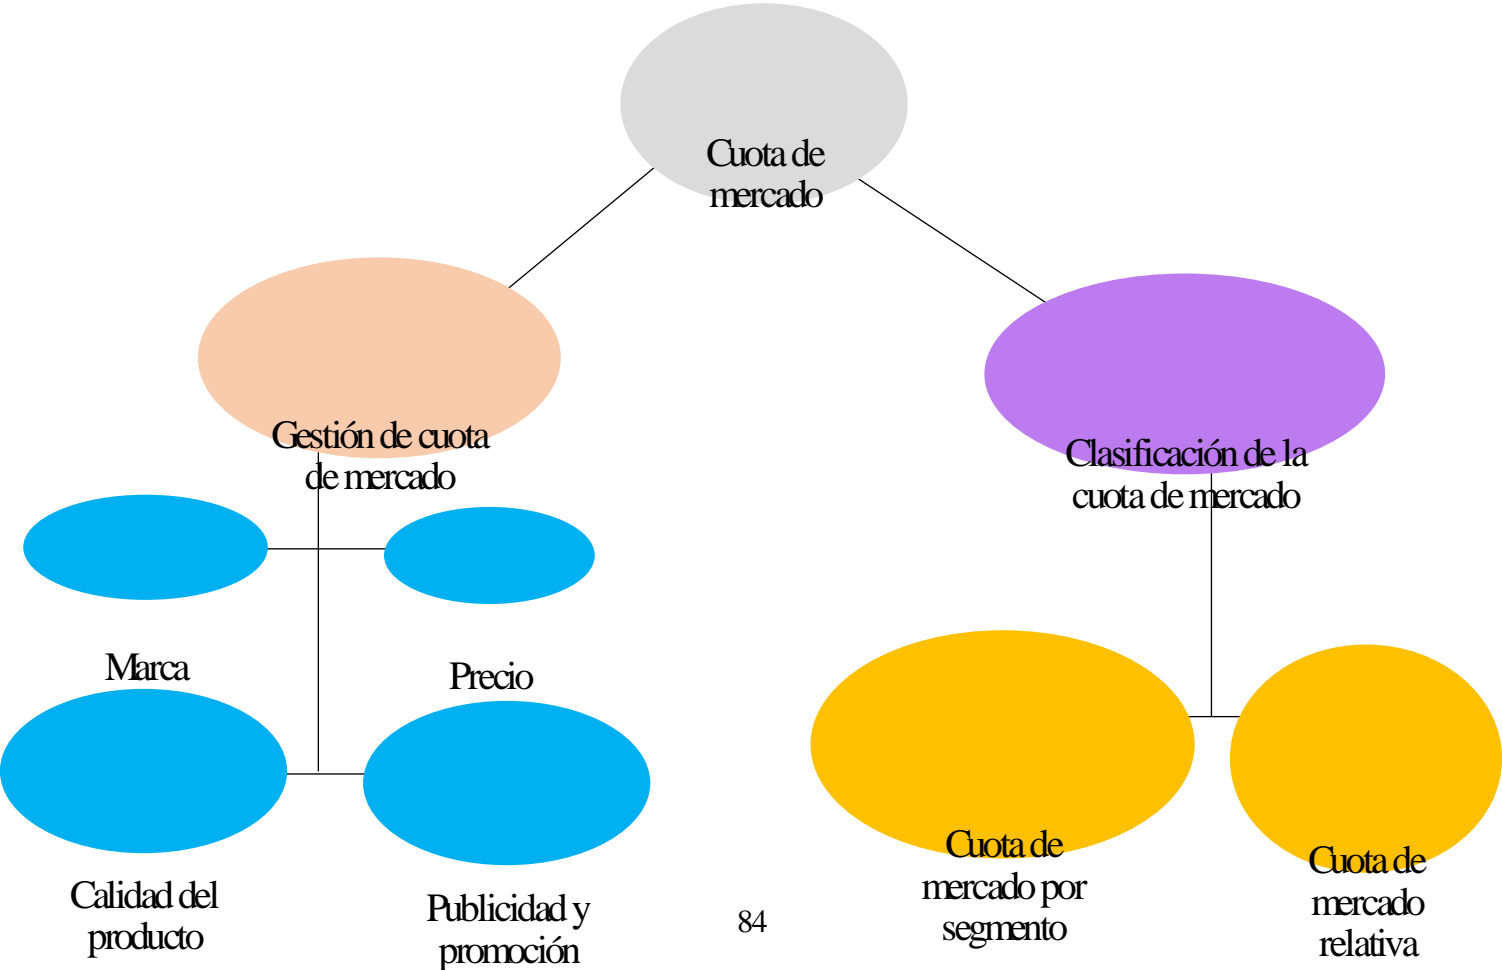 Cuota de
mercado
Gestión de cuota
de mercado
Clasificación de la
cuota de mercado
Marca
Precio
Calidad del
producto
Publicidad y
promoción
Cuota de
mercado por
segmento
Cuota de
mercado
relativa
84